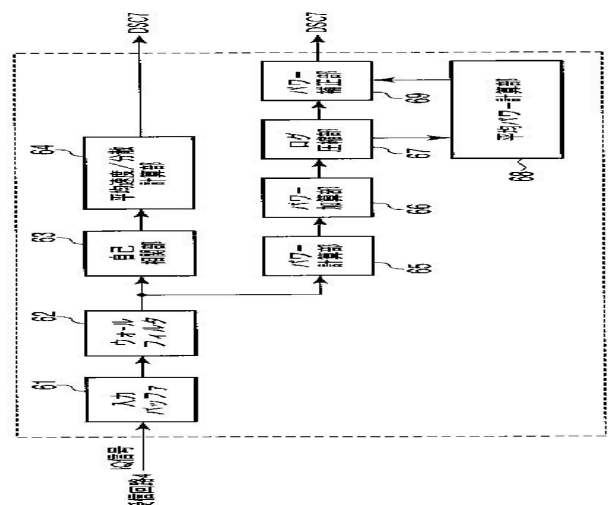 IQ信号
受信回路4
61
入力
バッファ
62
ウォール
フィルタ
63
自己
相関部
64
平均速度/分散
計算部
DSC7
65
パワー
計算部
66
パワー
加算部
67
ログ
圧縮部
69
パワー
補正部
DSC7
68
平均パワー計算部